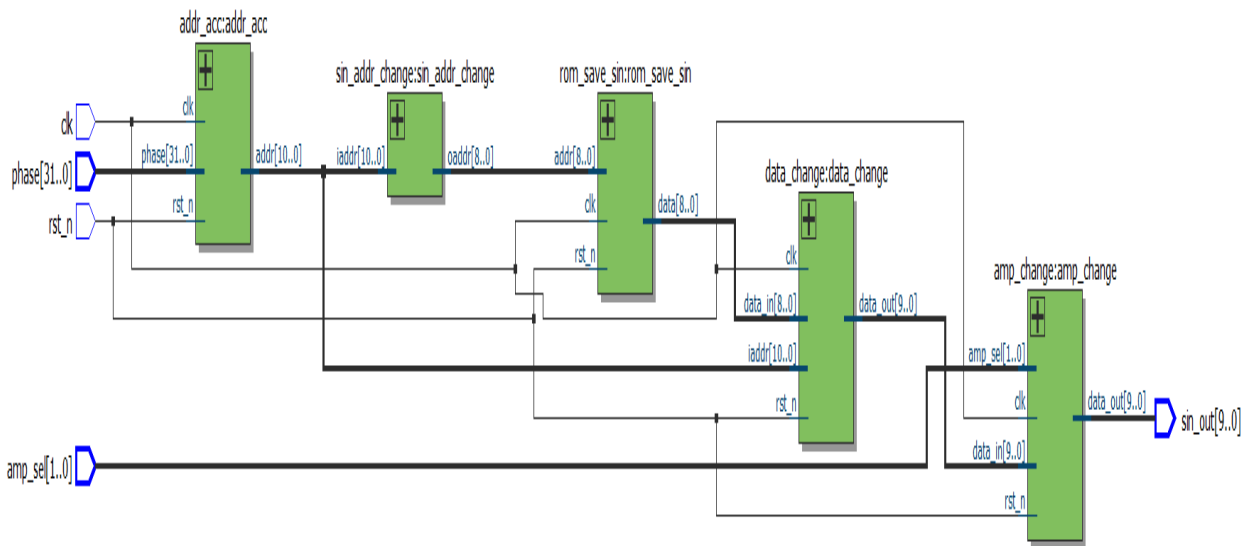 addr_acc:addr_acc
sin_addr_change:sin_addr_change
rom_save_sin:rom_save_sin
clk
clk
phase[31..0]
phase[31..0]
addr[10..0]
iaddr[10..0]
oaddr[8..0]
addr[8..0]
data_change:data_change
rst_n
rst_n
clk
data[8..0]
rst_n
clk
amp_change:amp_change
data_in[8..0]
data_out[9..0]
iaddr[10..0]
amp_sel[1..0]
rst_n
clk
data_out[9..0]
sin_out[9..0]
amp_sel[1..0]
data_in[9..0]
rst_n